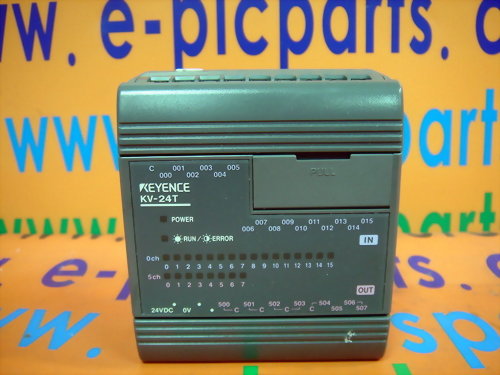 w. e-picparts.c
www
.co
C 001 003 005
000 002 004
KEYENCE
KV-24T
PULL
POWER
RUN / ERROR
007 009 011 013 015
006 008 010 012 014
IN
0ch
0 1 2 3 4 5 6 7 8 9 10 11 12 13 14 15
5ch
0 1 2 3 4 5 6 7
OUT
24VDC 0V 500 501 502 503 504 506
C C C C 505 507